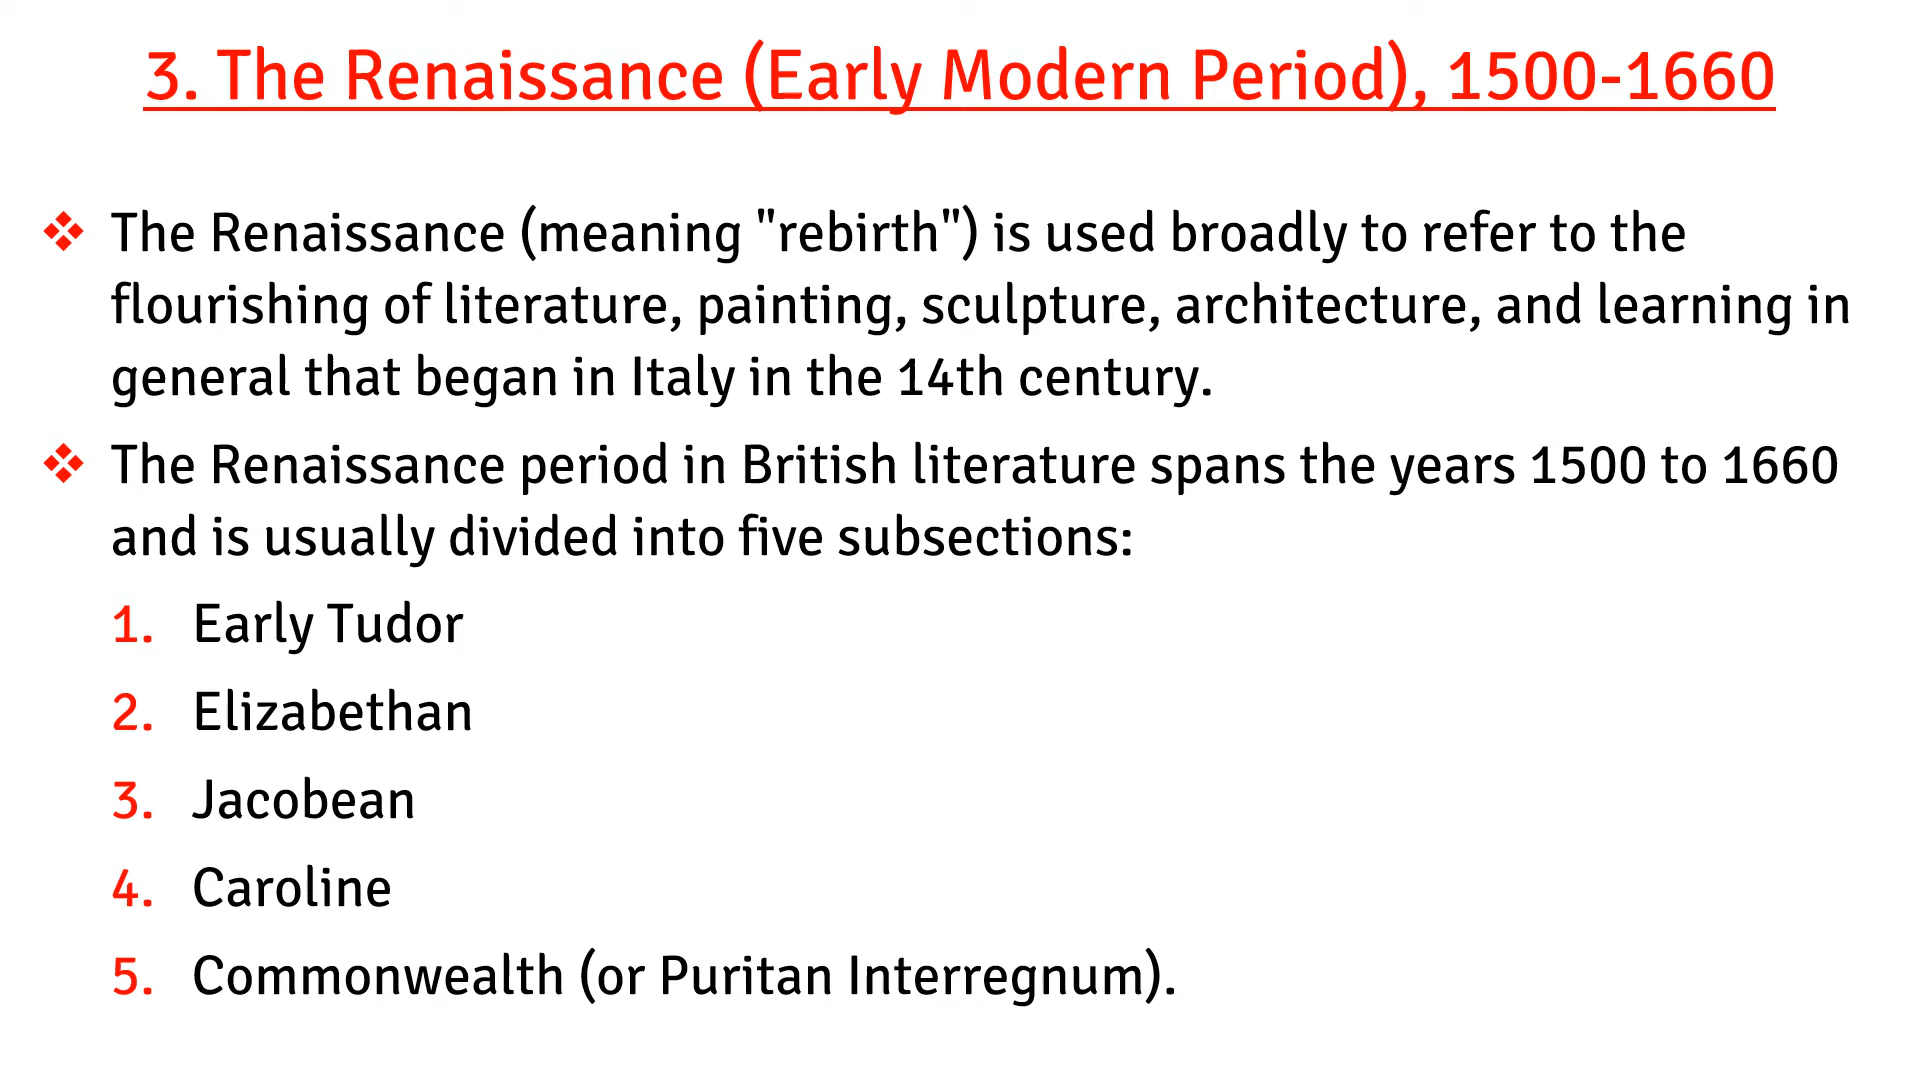 3. The Renaissance (Early Modern Period), 1500-1660
❖ The Renaissance (meaning "rebirth") is used broadly to refer to the
flourishing of literature, painting, sculpture, architecture, and learning in
general that began in Italy in the 14th century.
❖ The Renaissance period in British literature spans the years 1500 to 1660
and is usually divided into five subsections:
1. Early Tudor
2. Elizabethan
3. Jacobean
4. Caroline
5. Commonwealth (or Puritan Interregnum).